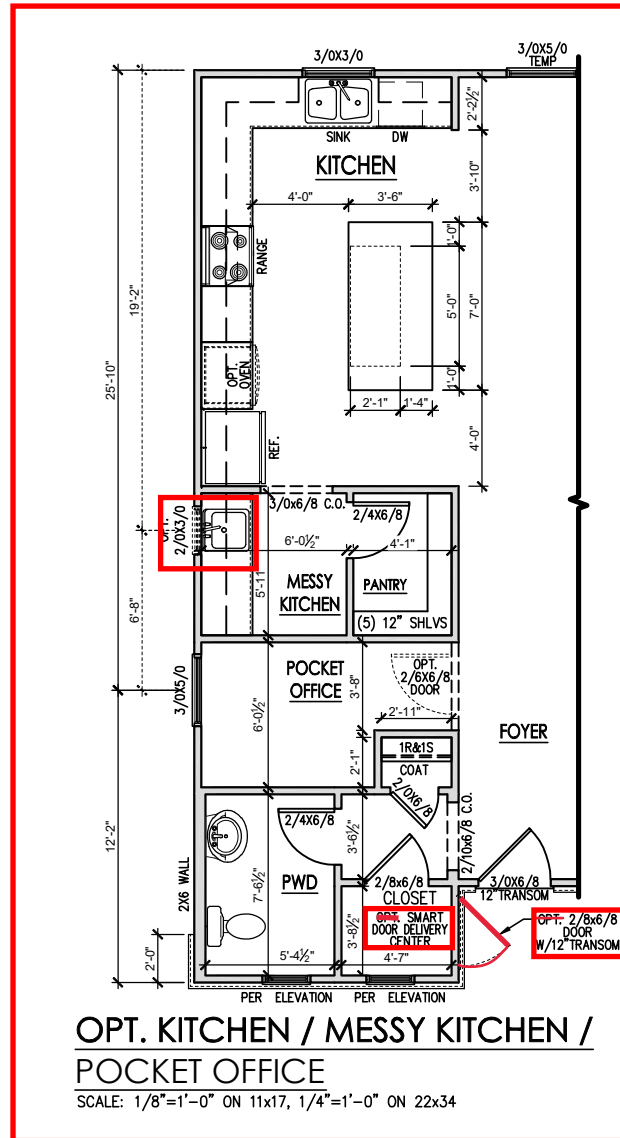 3/0X3/0
3/0X5/0
TEMP
2'-2½"
SINK
DW
KITCHEN
3'-10"
4'-0"
3'-6"
1'-0"
RANGE
19'-2"
5'-0"
7'-0"
25'-10"
OPT.
OVEN
1'-0"
2'-1"
1'-4"
4'-0"
REF.
3/0x6/8 C.O.
2/4X6/8
OPT.
2/0X3/0
6'-0½"
4'-1"
5'-11"
MESSY
KITCHEN
PANTRY
6'-8"
(5) 12" SHLVS
POCKET
OFFICE
OPT.
2/6X6/8
DOOR
3'-8"
3/0X5/0
2'-11"
6'-0½"
FOYER
1R&1S
COAT
2'-1"
2/0X6/8
2/10x6/8 C.O.
2/4X6/8
3'-6½"
12'-2"
2X6 WALL
PWD
7'-6½"
2/8x6/8
CLOSET
3/0X6/8
12"TRANSOM
OPT. SMART
DOOR DELIVERY
CENTER
OPT. 2/8x6/8
DOOR
W/12"TRANSOM
3'-8½"
2'-0"
5'-4½"
4'-7"
PER ELEVATION
PER ELEVATION
OPT. KITCHEN / MESSY KITCHEN /
POCKET OFFICE
SCALE: 1/8"=1'-0" ON 11x17, 1/4"=1'-0" ON 22x34